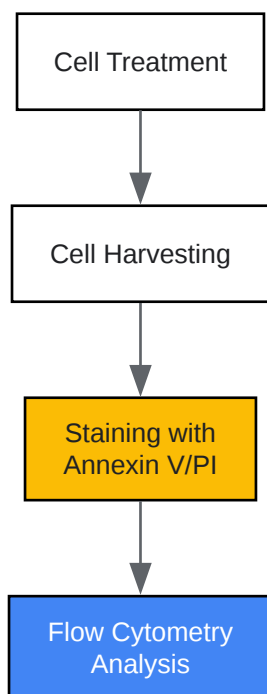 Cell Treatment
Cell Harvesting
Staining with
Annexin V/PI
Flow Cytometry
Analysis